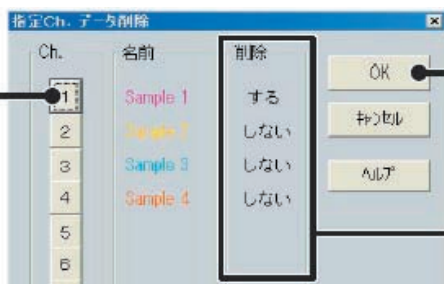 指定Ch. データ削除
Ch. 名前 削除
OK
1 Sample 1 する
キャンセル
2 Sample 2 しない
3 Sample 3 しない
ヘルプ
4 Sample 4 しない
5
6